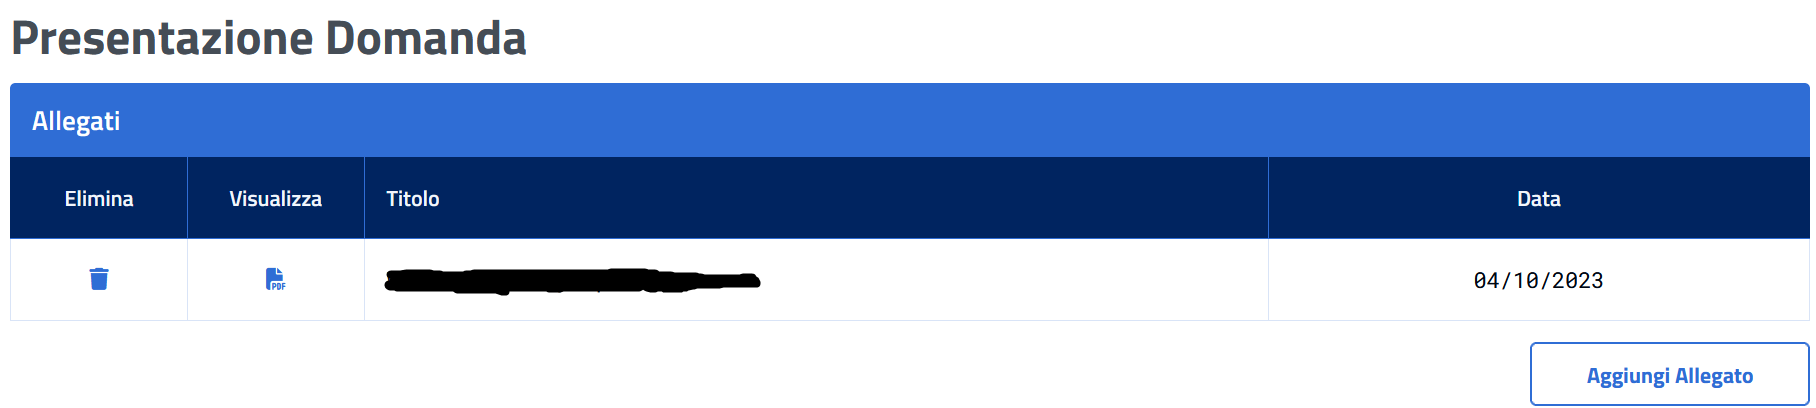 Presentazione Domanda
Allegati
Elimina Visualizza Titolo Data
PDF 04/10/2023
Aggiungi Allegato